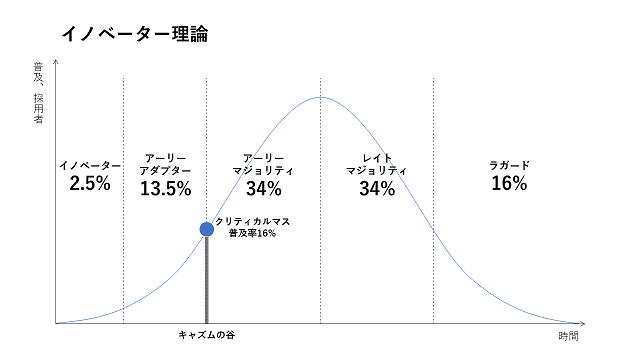 イノベーター理論
普及、採用者
イノベーター
2.5%
アーリー
アダプター
13.5%
アーリー
マジョリティ
34%
レイト
マジョリティ
34%
ラガード
16%
クリティカルマス
普及率16%
キャズムの谷
時間